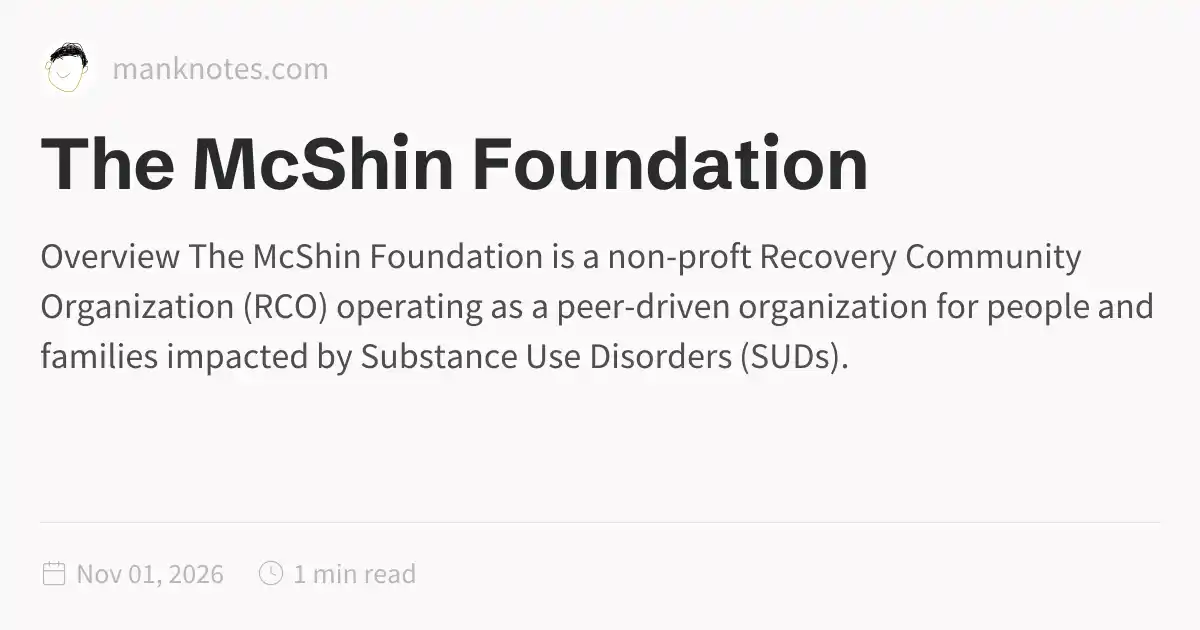 manknotes.com
The McShin Foundation
Overview The McShin Foundation is a non-proft Recovery Community
Organization (RCO) operating as a peer-driven organization for people and
families impacted by Substance Use Disorders (SUDs).
Nov 01, 2026
1 min read